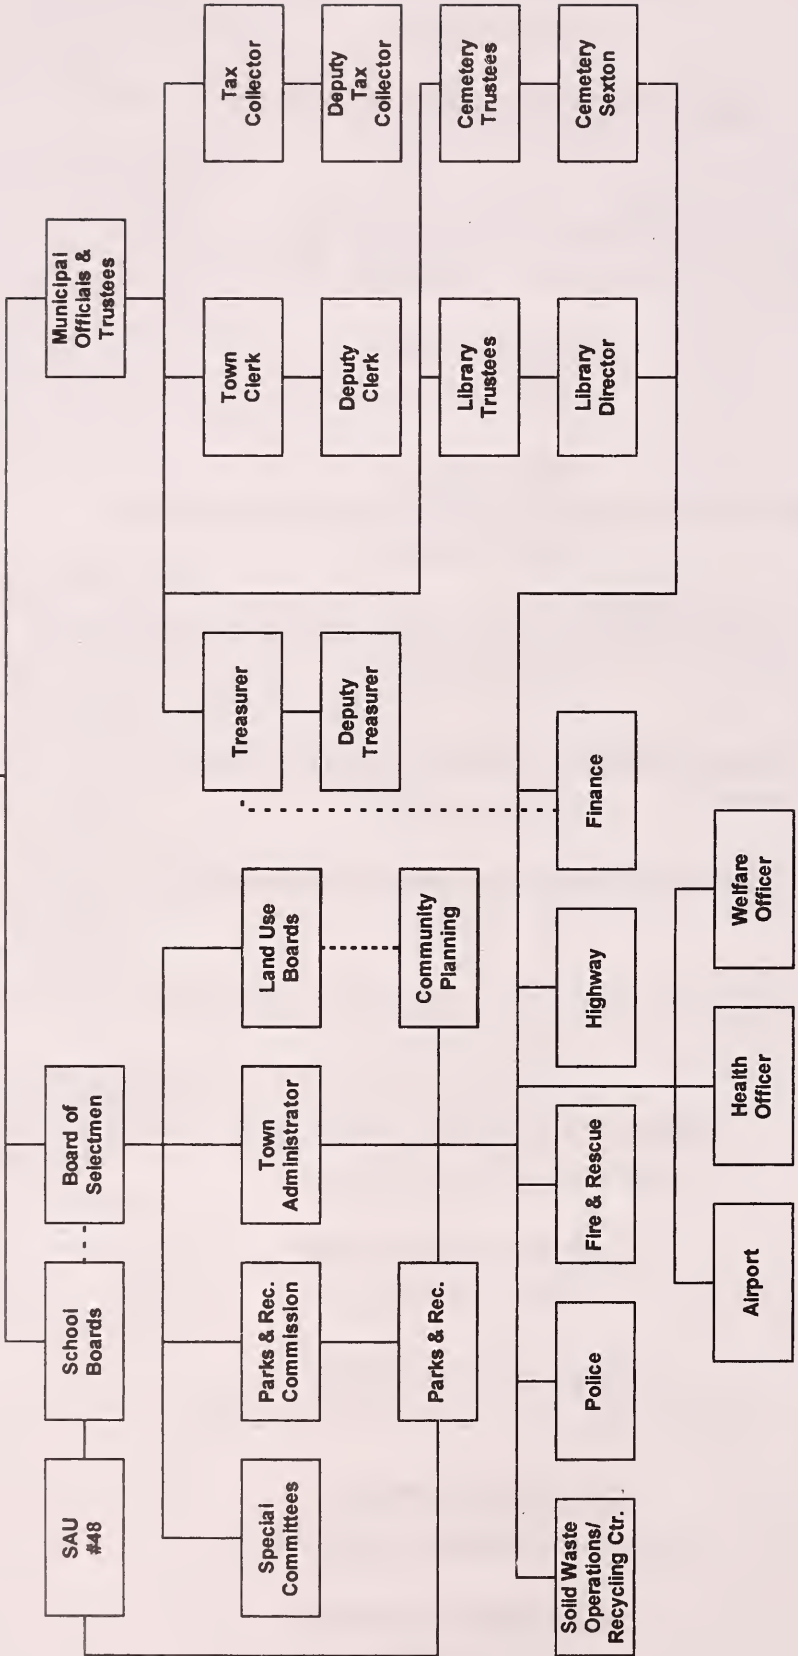 SAU
#48
School
Boards
Board of
Selectmen
Municipal
Officials &
Trustees
Special
Committees
Parks & Rec.
Commission
Town
Administrator
Land Use
Boards
Treasurer
Town
Clerk
Tax
Collector
Deputy
Treasurer
Deputy
Clerk
Deputy
Tax
Collector
Parks & Rec.
Community
Planning
Library
Trustees
Cemetery
Trustees
Solid Waste
Operations/
Recycling Ctr.
Police
Fire & Rescue
Highway
Finance
Library
Director
Cemetery
Sexton
Airport
Health
Officer
Welfare
Officer